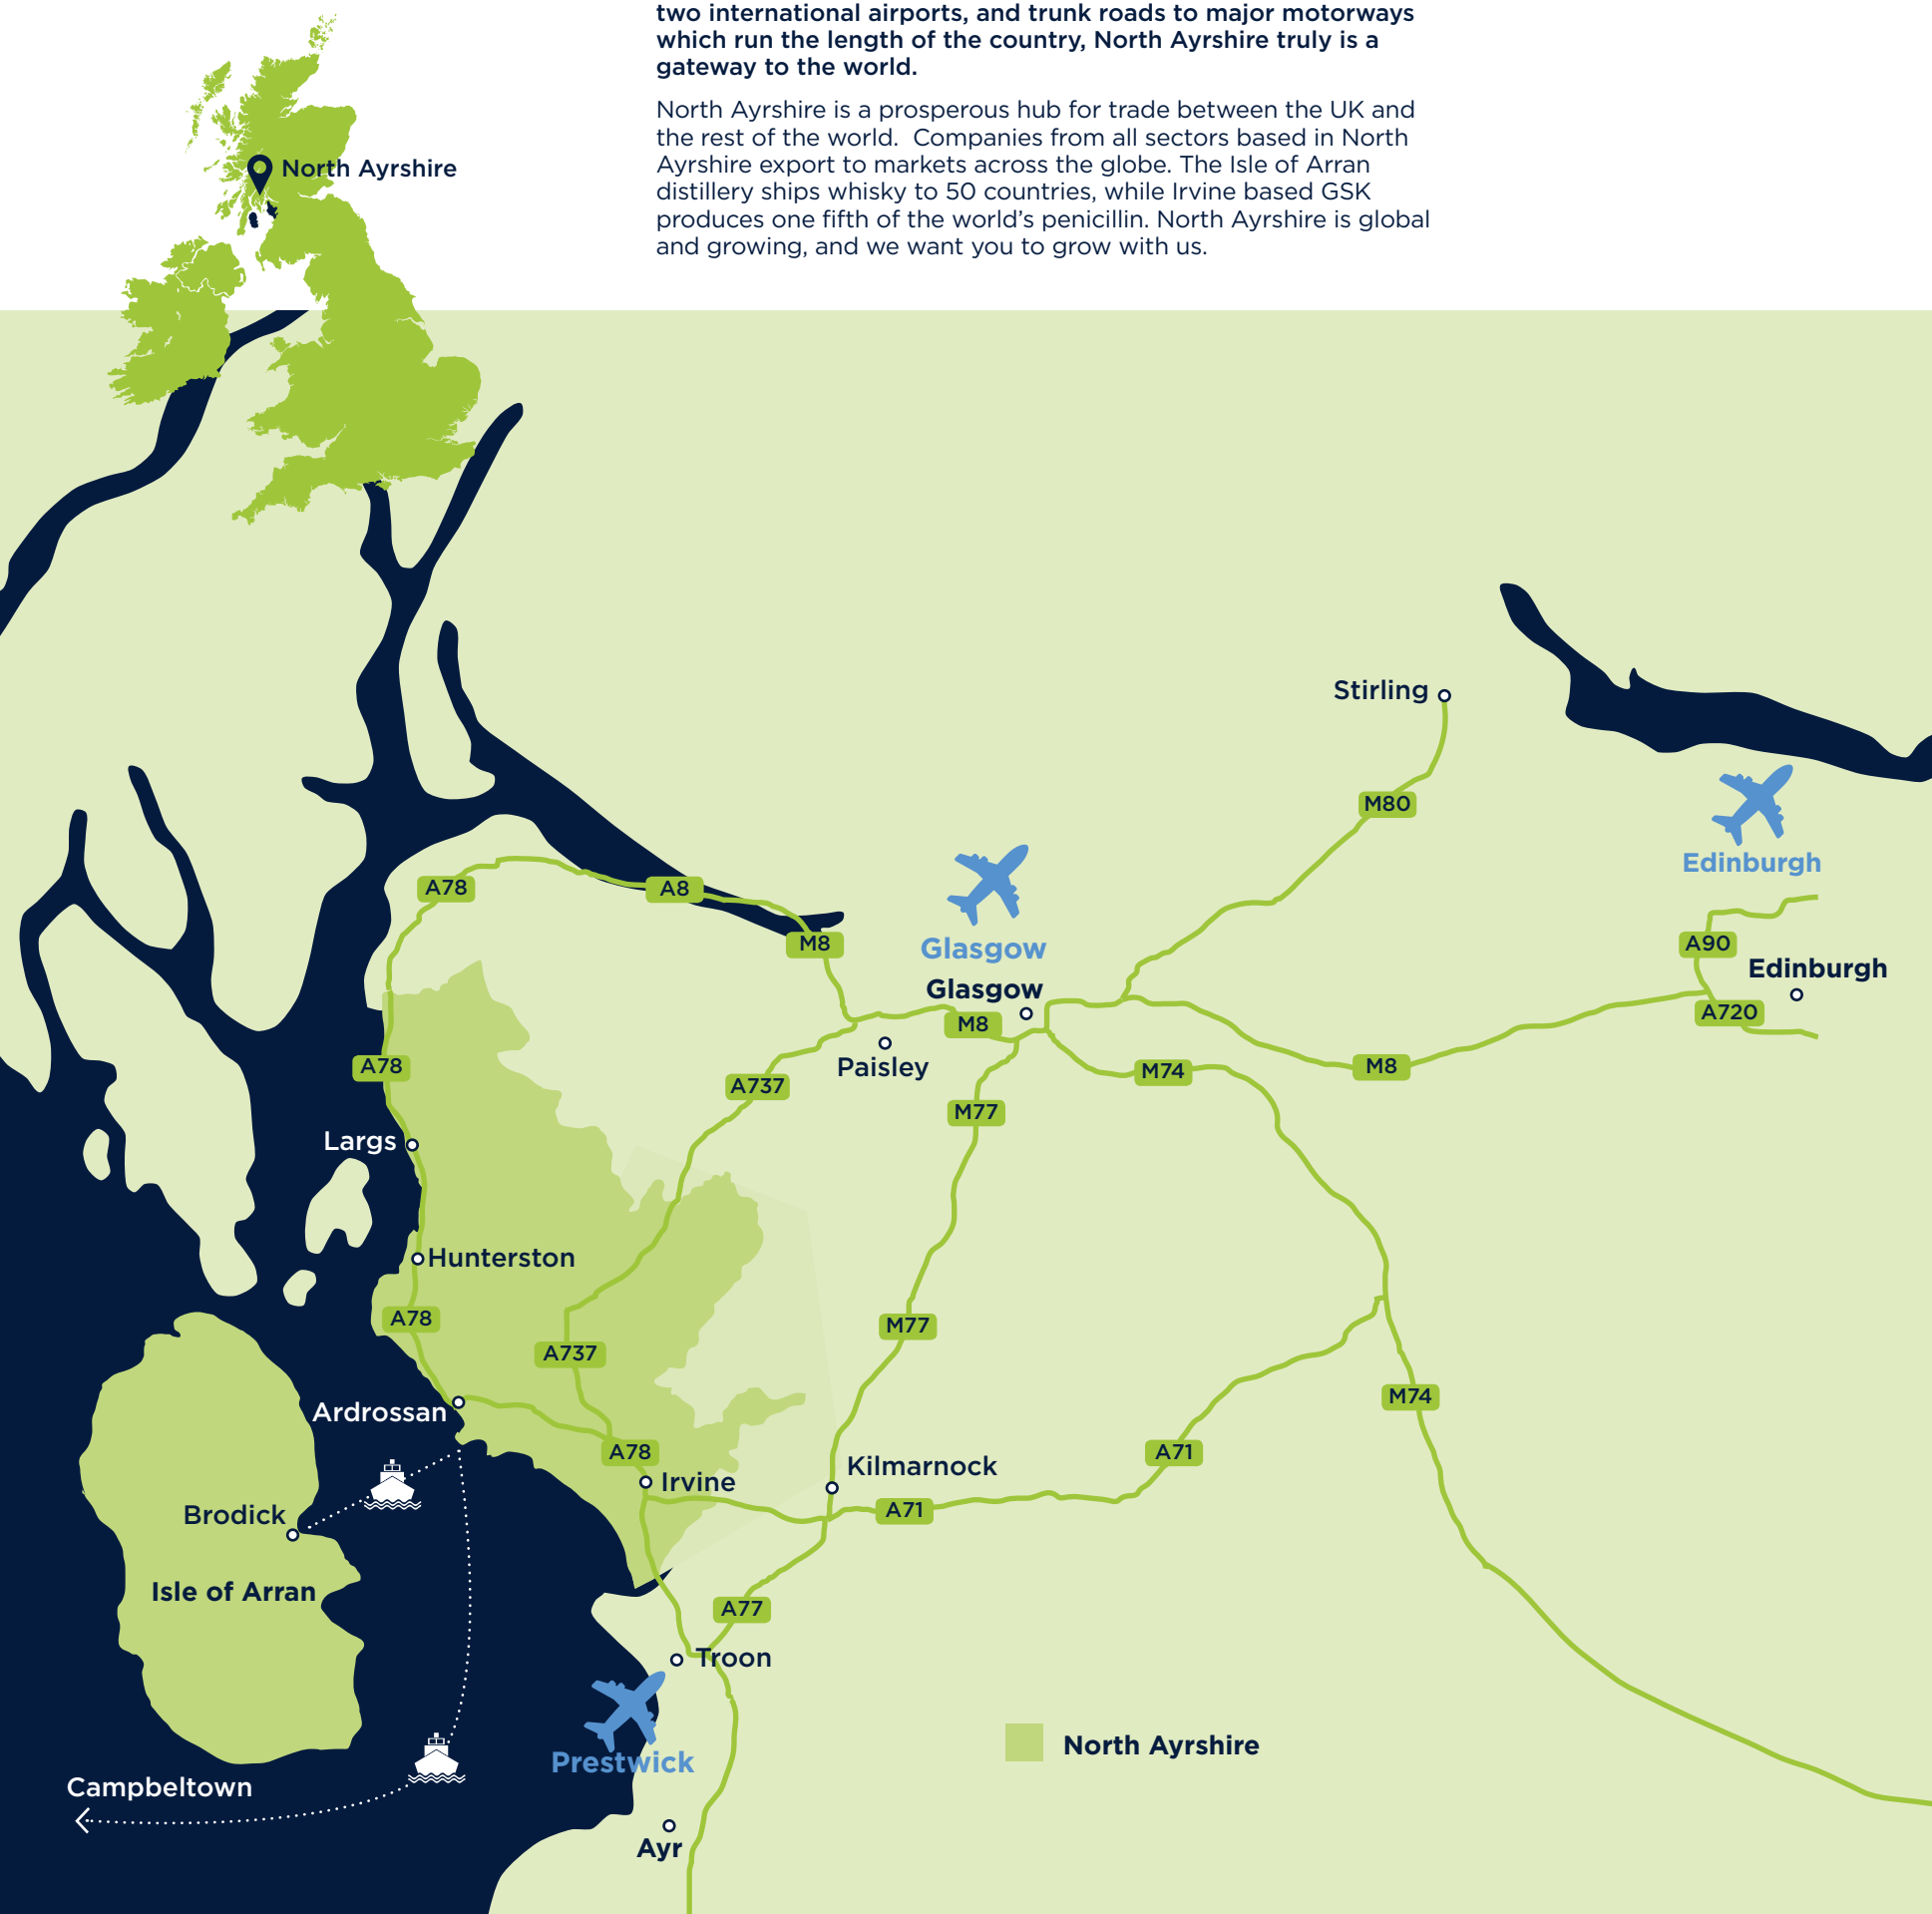 two international airports, and trunk roads to major motorways
which run the length of the country, North Ayrshire truly is a
gateway to the world.
North Ayrshire is a prosperous hub for trade between the UK and
the rest of the world.  Companies from all sectors based in North
Ayrshire export to markets across the globe. The Isle of Arran
distillery ships whisky to 50 countries, while Irvine based GSK
produces one fifth of the world’s penicillin. North Ayrshire is global
and growing, and we want you to grow with us.
North Ayrshire
Stirling
M80
Edinburgh
A78
A8
M8
Glasgow
A90
Edinburgh
Glasgow
M8
A720
Paisley
A78
A737
M74
M8
M77
Largs
Hunterston
A78
M77
A737
M74
Ardrossan
A78
A71
Kilmarnock
Irvine
Brodick
A71
Isle of Arran
A77
Troon
Prestwick
North Ayrshire
Campbeltown
Ayr